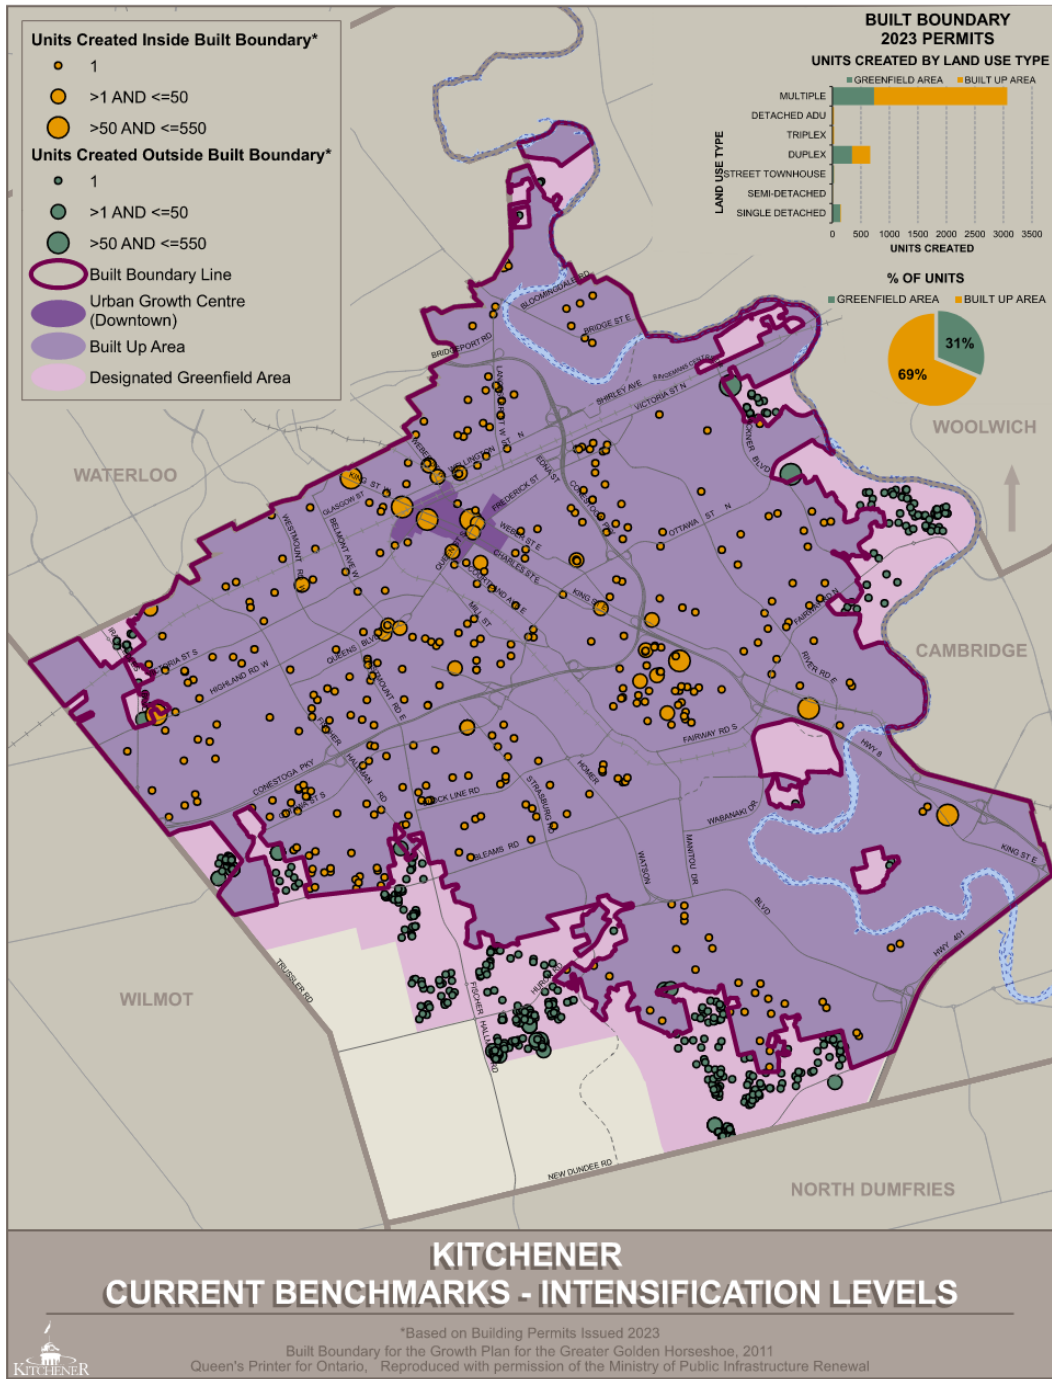 Units Created Inside Built Boundary*
1
>1 AND <=50
>50 AND <=550
Units Created Outside Built Boundary*
1
>1 AND <=50
>50 AND <=550
Built Boundary Line
Urban Growth Centre
(Downtown)
Built Up Area
Designated Greenfield Area
BUILT BOUNDARY
2023 PERMITS
UNITS CREATED BY LAND USE TYPE
GREENFIELD AREA
BUILT UP AREA
LAND USE TYPE
MULTIPLE
DETACHED ADU
TRIPLEX
DUPLEX
STREET TOWNHOUSE
SEMI-DETACHED
SINGLE DETACHED
0 500 1000 1500 2000 2500 3000 3500
UNITS CREATED
% OF UNITS
GREENFIELD AREA
BUILT UP AREA
31%
69%
WOOLWICH
WATERLOO
CAMBRIDGE
WILMOT
NORTH DUMFRIES
BLOOMINGDALE RD
BRIDGE ST E
BRIDGEPORT RD
SHIRLEY AVE
VICTORIA ST N
WELLINGTON ST N
KING ST W
GLASGOW ST
FREDERICK ST
EDNA ST
WEBER ST E
OTTAWA ST N
WESTMOUNT RD
BELMONT AVE W
CHARLES ST E
KING ST E
MILL ST
FAIRWAY RD N
RIVER RD E
QUEENS BLVD
HIGHLAND RD W
FISCHER HALLMAN RD
CONESTOGA PKY
STRASBURG RD
HOMER WATSON BLVD
FAIRWAY RD S
WABANAKI DR
MANITOU DR
BLEAMS RD
HWY 8
KING ST E
HWY 401
TRUSSLER RD
NEW DUNDEE RD
KITCHENER
CURRENT BENCHMARKS - INTENSIFICATION LEVELS
*Based on Building Permits Issued 2023
Built Boundary for the Growth Plan for the Greater Golden Horseshoe, 2011
Queen's Printer for Ontario, Reproduced with permission of the Ministry of Public Infrastructure Renewal
KITCHENER